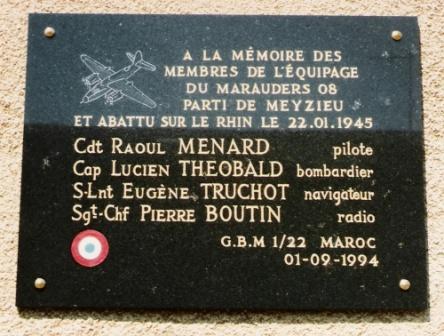 A LA MÉMOIRE DES
MEMBRES DE L'ÉQUIPAGE
DU MARAUDERS 08
PARTI DE MEYZIEU
ET ABATTU SUR LE RHIN LE 22.01.1945
Cdt RAOUL MENARD pilote
Cap LUCIEN THEOBALD bombardier
S-Lnt EUGÈNE TRUCHOT navigateur
Sgt-Chf PIERRE BOUTIN radio
G.B.M 1/22 MAROC
01-09-1994